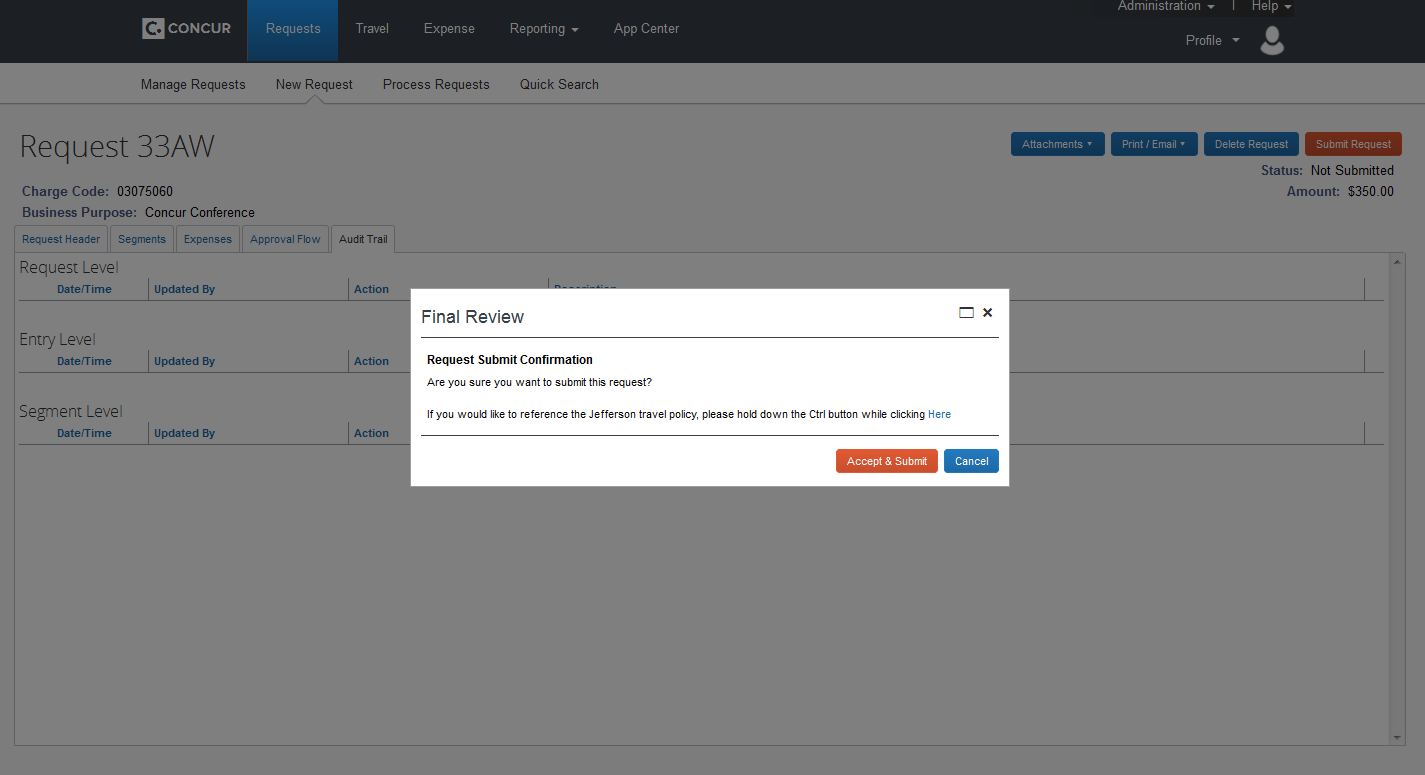 Administration | Help
CONCUR Requests Travel Expense Reporting App Center
Profile
Manage Requests New Request Process Requests Quick Search
Request 33AW
Attachments Print / Email Delete Request Submit Request
Status: Not Submitted
Charge Code: 03075060
Amount: $350.00
Business Purpose: Concur Conference
Request Header Segments Expenses Approval Flow Audit Trail
Request Level
Date/Time Updated By Action Description
Entry Level
Date/Time Updated By Action
Segment Level
Date/Time Updated By Action
Final Review
Request Submit Confirmation
Are you sure you want to submit this request?
If you would like to reference the Jefferson travel policy, please hold down the Ctrl button while clicking Here
Accept & Submit Cancel